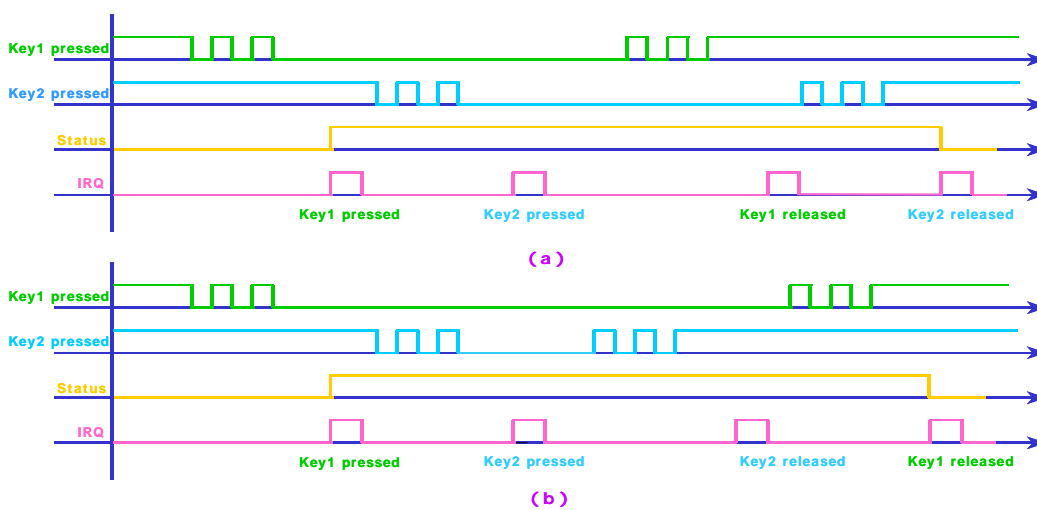 Key1 pressed
Key2 pressed
Status
IRQ
Key1 pressed Key2 pressed Key1 released Key2 released
(a)
Key1 pressed
Key2 pressed
Status
IRQ
Key1 pressed Key2 pressed Key2 released Key1 released
(b)